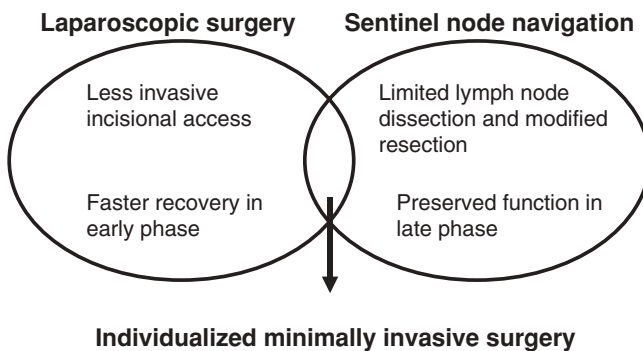 Laparoscopic surgery
Sentinel node navigation
Less invasive
incisional access
Faster recovery in
early phase
Limited lymph node
dissection and modified
resection
Preserved function in
late phase
Individualized minimally invasive surgery